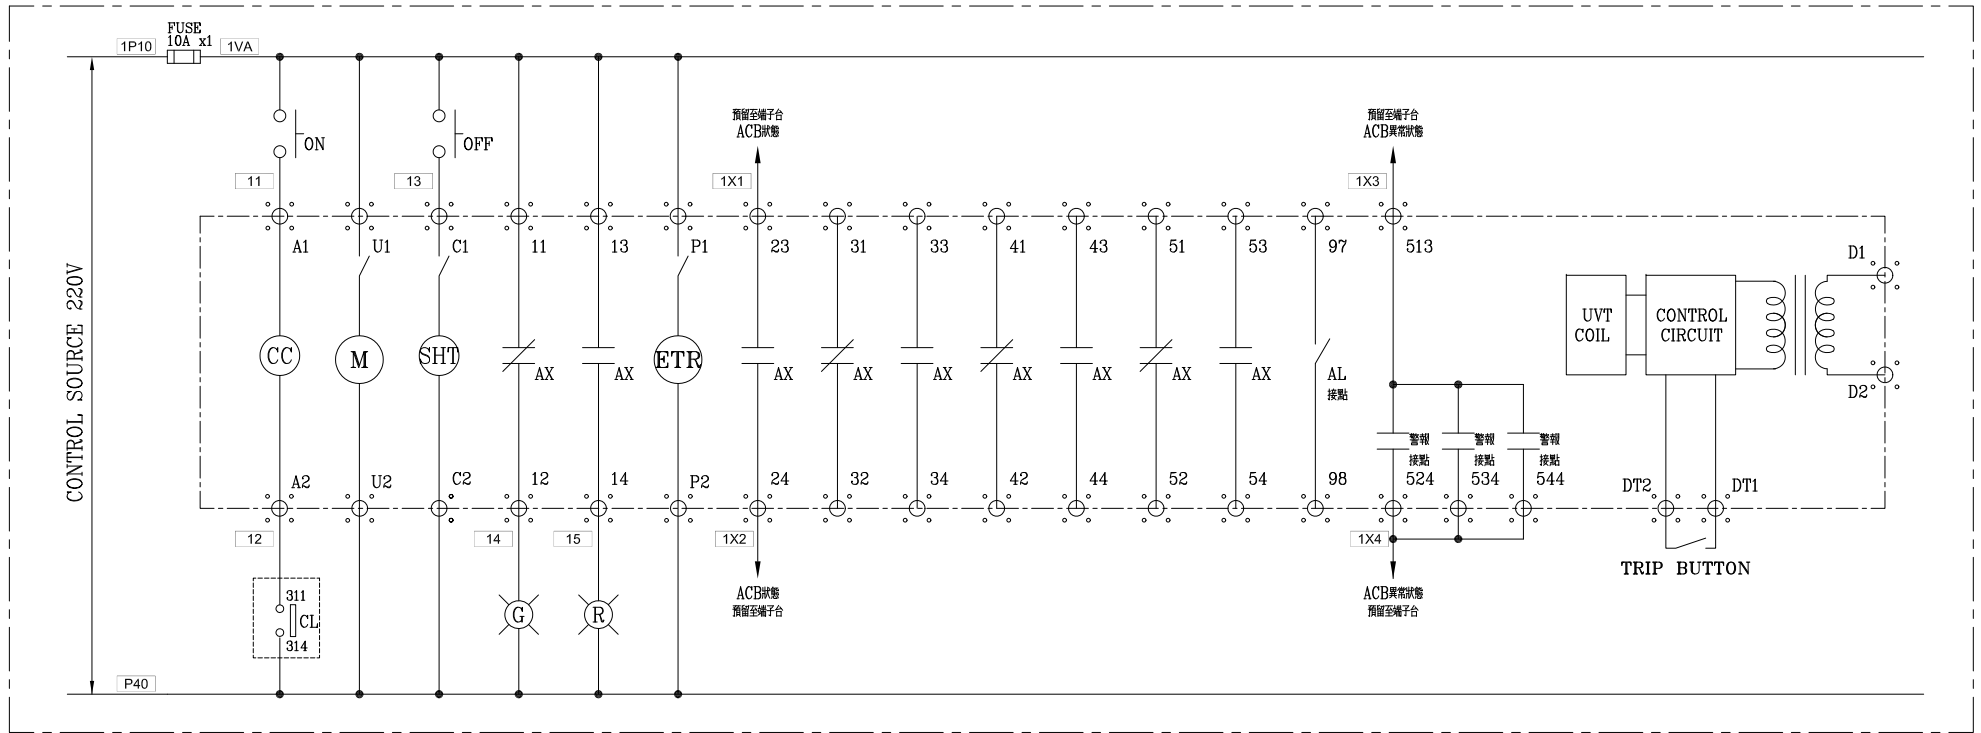 FUSE
10A x1
1P10
1VA
預留至端子台
ACB狀態
預留至端子台
ACB異常狀態
ON
OFF
11
13
1X1
1X3
A1
U1
C1
11
13
P1
23
31
33
41
43
51
53
97
513
D1
CONTROL SOURCE 220V
UVT
COIL
CONTROL
CIRCUIT
CC
M
SHT
AX
AX
ETR
AX
AX
AX
AX
AX
AX
AX
AL
接點
D2
警報
接點
警報
接點
警報
接點
A2
U2
C2
12
14
P2
24
32
34
42
44
52
54
98
524
534
544
DT2
DT1
12
14
15
1X2
1X4
TRIP BUTTON
311
CL
314
G
R
ACB狀態
預留至端子台
ACB異常狀態
預留至端子台
P40